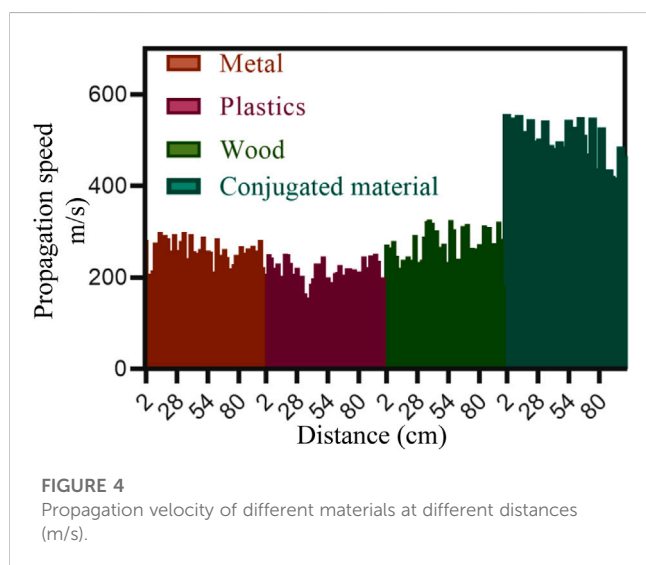 Metal
Plastics
Wood
Conjugated material
Propagation speed
m/s)
600
400
200
0
2 28 54 80 2 28 54 80 2 28 54 80 2 28 54 80
Distance (cm)
FIGURE 4
Propagation velocity of different materials at different distances
(m/s).